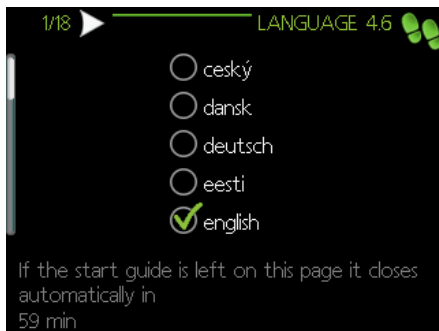 1/18 LANGUAGE 4.6
ceský
dansk
deutsch
eesti
english
If the start guide is left on this page it closes
automatically in
59 min